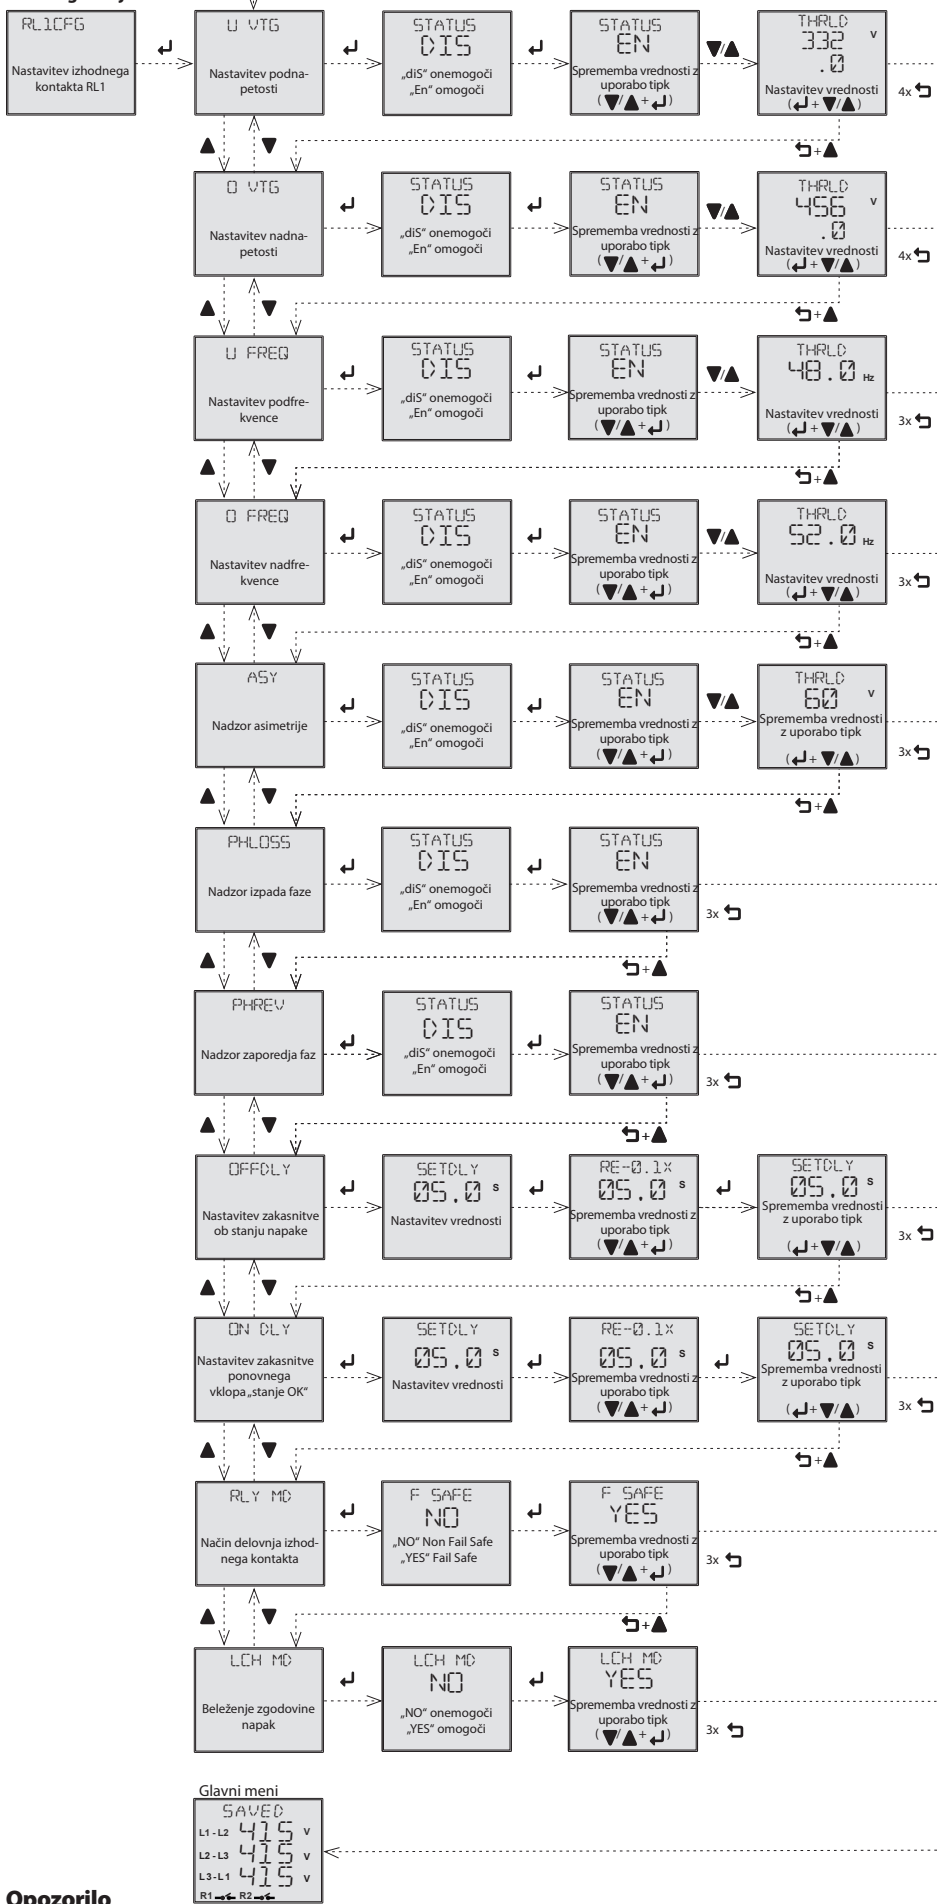 RL1CFG
Nastavitev izhodnega
kontakta RL1
U VTG
Nastavitev podna-
petosti
STATUS
DIS
„diS“ onemogoči
„En“ omogoči
STATUS
EN
Sprememba vrednosti z
uporabo tipk
(▼/▲ + ↵)
▼/▲
THRLD
332 V
.0
Nastavitev vrednosti
(↵ + ▼/▲)
4x
+▲
O VTG
Nastavitev nadna-
petosti
STATUS
DIS
„diS“ onemogoči
„En“ omogoči
STATUS
EN
Sprememba vrednosti z
uporabo tipk
(▼/▲ + ↵)
▼/▲
THRLD
456 V
.0
Nastavitev vrednosti
(↵ + ▼/▲)
4x
+▲
U FREQ
Nastavitev podfre-
kvence
STATUS
DIS
„diS“ onemogoči
„En“ omogoči
STATUS
EN
Sprememba vrednosti z
uporabo tipk
(▼/▲ + ↵)
▼/▲
THRLD
48.0 Hz
Nastavitev vrednosti
(↵ + ▼/▲)
3x
+▲
O FREQ
Nastavitev nadfre-
kvence
STATUS
DIS
„diS“ onemogoči
„En“ omogoči
STATUS
EN
Sprememba vrednosti z
uporabo tipk
(▼/▲ + ↵)
▼/▲
THRLD
52.0 Hz
Nastavitev vrednosti
(↵ + ▼/▲)
3x
+▲
ASY
Nadzor asimetrije
STATUS
DIS
„diS“ onemogoči
„En“ omogoči
STATUS
EN
Sprememba vrednosti z
uporabo tipk
(▼/▲ + ↵)
▼/▲
THRLD
60 V
Sprememba vrednosti
z uporabo tipk
(↵ + ▼/▲)
3x
+▲
PHLOSS
Nadzor izpada faze
STATUS
DIS
„diS“ onemogoči
„En“ omogoči
STATUS
EN
Sprememba vrednosti z
uporabo tipk
(▼/▲ + ↵)
3x
+▲
PHREV
Nadzor zaporedja faz
STATUS
DIS
„diS“ onemogoči
„En“ omogoči
STATUS
EN
Sprememba vrednosti z
uporabo tipk
(▼/▲ + ↵)
3x
+▲
OFFDLY
Nastavitev zakasnitve
ob stanju napake
SETDLY
05.0 s
Nastavitev vrednosti
RE-0.1X
05.0 s
Sprememba vrednosti z
uporabo tipk
(▼/▲ + ↵)
SETDLY
05.0 s
Sprememba vrednosti
z uporabo tipk
(↵ + ▼/▲)
3x
+▲
ON DLY
Nastavitev zakasnitve
ponovnega
vklopa „stanje OK“
SETDLY
05.0 s
Nastavitev vrednosti
RE-0.1X
05.0 s
Sprememba vrednosti z
uporabo tipk
(▼/▲ + ↵)
SETDLY
05.0 s
Sprememba vrednosti
z uporabo tipk
(↵ + ▼/▲)
3x
+▲
RLY MD
Način delovnja izhod-
nega kontakta
F SAFE
NO
„NO“ Non Fail Safe
„YES“ Fail Safe
F SAFE
YES
Sprememba vrednosti z
uporabo tipk
(▼/▲ + ↵)
3x
+▲
LCH MD
Beleženje zgodovine
napak
LCH MD
NO
„NO“ onemogoči
„YES“ omogoči
LCH MD
YES
Sprememba vrednosti z
uporabo tipk
(▼/▲ + ↵)
3x
Glavni meni
SAVED
L1-L2 415 V
L2-L3 415 V
L3-L1 415 V
R1 R2
Opozorilo